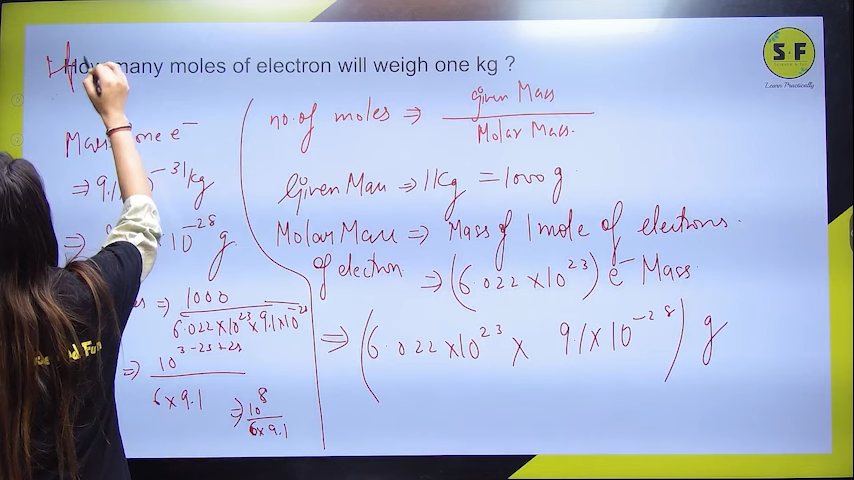 How many moles of electron will weigh one kg ?
S F
Learn Practically
no. of moles ⇒ given Mass / Molar Mass.
Given Mass ⇒ 1 Kg = 1000 g
Molar Mass ⇒ Mass of 1 mole of electrons.
of electron ⇒ (6.022 × 10²³) e⁻ Mass
⇒ (6.022 × 10²³ × 9.1 × 10⁻²⁸) g
one e⁻
⇒ 9.1 ⁻³¹ kg
⇒ 10⁻²⁸ g
⇒ 1000 / 6.022×10²³×9.1×10⁻²⁸
⇒ 10³⁻²³⁺²⁸ / 6 × 9.1
⇒ 10⁸ / 6×9.1